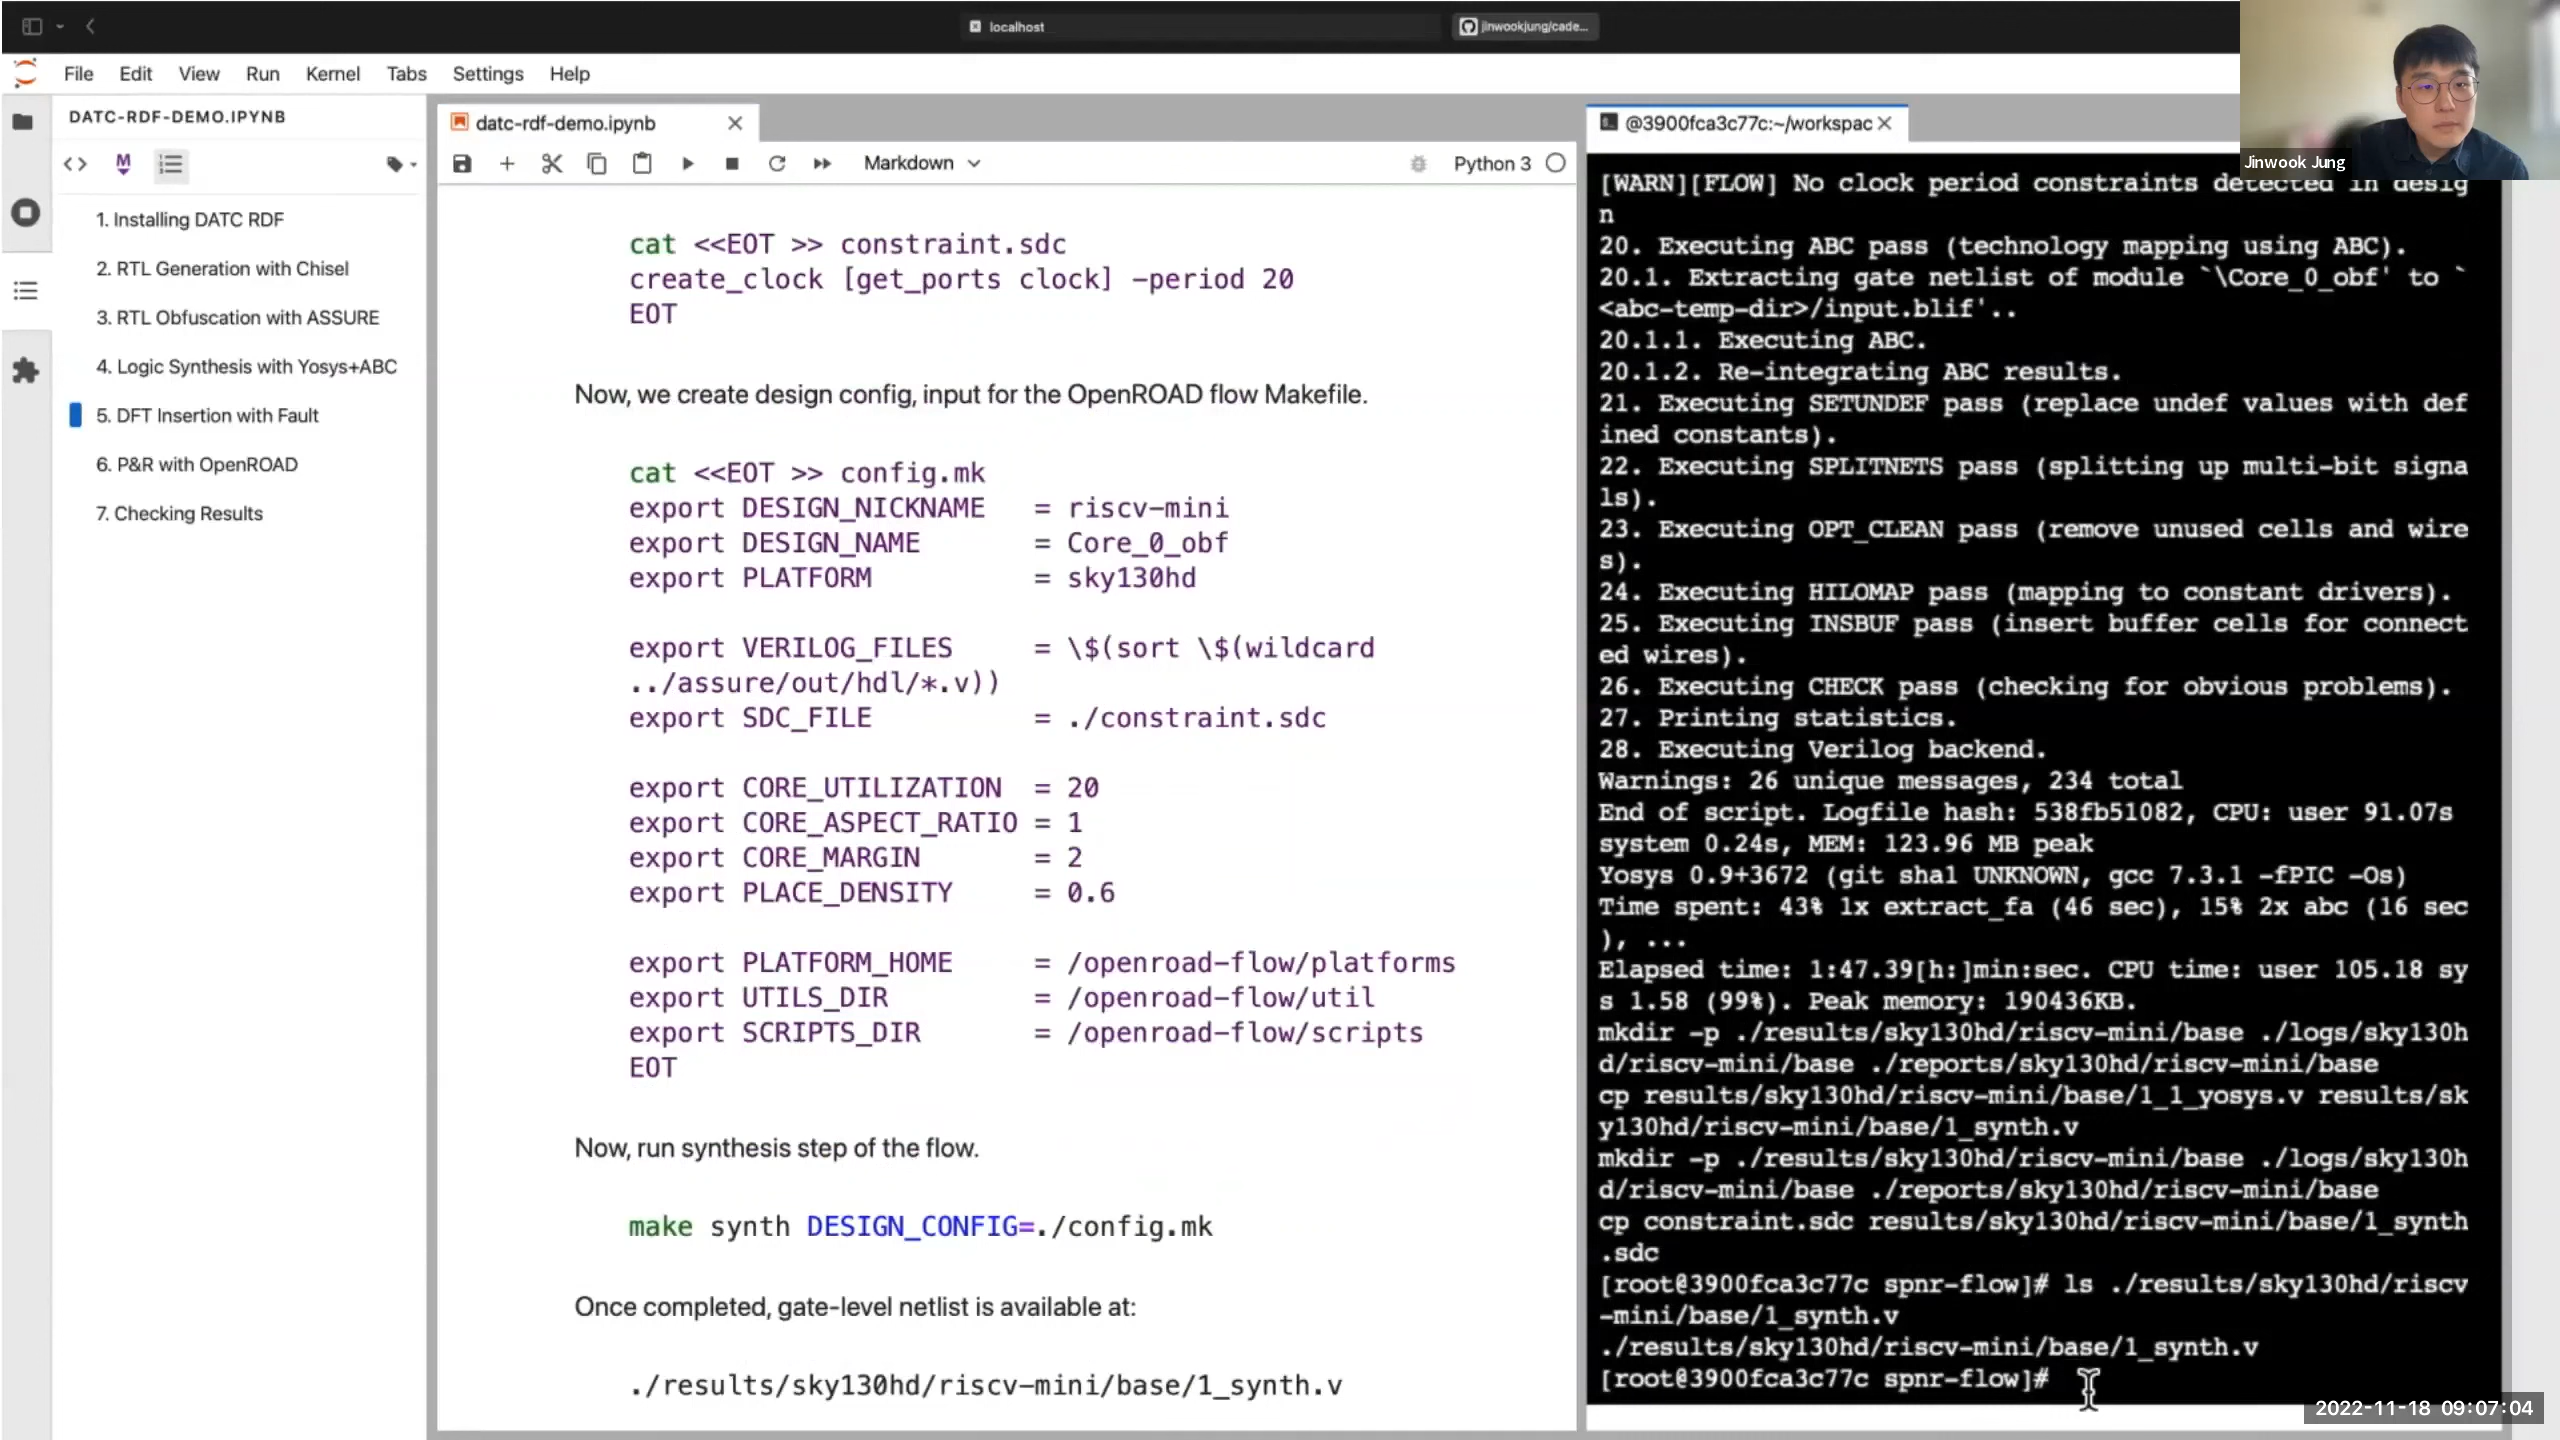 localhost
jinwookjung/cade...
File Edit View Run Kernel Tabs Settings Help
DATC-RDF-DEMO.IPYNB
1. Installing DATC RDF
2. RTL Generation with Chisel
3. RTL Obfuscation with ASSURE
4. Logic Synthesis with Yosys+ABC
5. DFT Insertion with Fault
6. P&R with OpenROAD
7. Checking Results
datc-rdf-demo.ipynb
Markdown
Python 3
cat <<EOT >> constraint.sdc
create_clock [get_ports clock] -period 20
EOT
Now, we create design config, input for the OpenROAD flow Makefile.
cat <<EOT >> config.mk
export DESIGN_NICKNAME = riscv-mini
export DESIGN_NAME = Core_0_obf
export PLATFORM = sky130hd
export VERILOG_FILES = \$(sort \$(wildcard
../assure/out/hdl/*.v))
export SDC_FILE = ./constraint.sdc
export CORE_UTILIZATION = 20
export CORE_ASPECT_RATIO = 1
export CORE_MARGIN = 2
export PLACE_DENSITY = 0.6
export PLATFORM_HOME = /openroad-flow/platforms
export UTILS_DIR = /openroad-flow/util
export SCRIPTS_DIR = /openroad-flow/scripts
EOT
Now, run synthesis step of the flow.
make synth DESIGN_CONFIG=./config.mk
Once completed, gate-level netlist is available at:
./results/sky130hd/riscv-mini/base/1_synth.v
@3900fca3c77c:~/workspac
[WARN][FLOW] No clock period constraints detected in desig
n
20. Executing ABC pass (technology mapping using ABC).
20.1. Extracting gate netlist of module `\Core_0_obf' to `
<abc-temp-dir>/input.blif'..
20.1.1. Executing ABC.
20.1.2. Re-integrating ABC results.
21. Executing SETUNDEF pass (replace undef values with def
ined constants).
22. Executing SPLITNETS pass (splitting up multi-bit signa
ls).
23. Executing OPT_CLEAN pass (remove unused cells and wire
s).
24. Executing HILOMAP pass (mapping to constant drivers).
25. Executing INSBUF pass (insert buffer cells for connect
ed wires).
26. Executing CHECK pass (checking for obvious problems).
27. Printing statistics.
28. Executing Verilog backend.
Warnings: 26 unique messages, 234 total
End of script. Logfile hash: 538fb51082, CPU: user 91.07s
system 0.24s, MEM: 123.96 MB peak
Yosys 0.9+3672 (git sha1 UNKNOWN, gcc 7.3.1 -fPIC -Os)
Time spent: 43% 1x extract_fa (46 sec), 15% 2x abc (16 sec
), ...
Elapsed time: 1:47.39[h:]min:sec. CPU time: user 105.18 sy
s 1.58 (99%). Peak memory: 190436KB.
mkdir -p ./results/sky130hd/riscv-mini/base ./logs/sky130h
d/riscv-mini/base ./reports/sky130hd/riscv-mini/base
cp results/sky130hd/riscv-mini/base/1_1_yosys.v results/sk
y130hd/riscv-mini/base/1_synth.v
mkdir -p ./results/sky130hd/riscv-mini/base ./logs/sky130h
d/riscv-mini/base ./reports/sky130hd/riscv-mini/base
cp constraint.sdc results/sky130hd/riscv-mini/base/1_synth
.sdc
[root@3900fca3c77c spnr-flow]# ls ./results/sky130hd/riscv
-mini/base/1_synth.v
./results/sky130hd/riscv-mini/base/1_synth.v
[root@3900fca3c77c spnr-flow]#
Jinwook Jung
2022-11-18 09:07:04